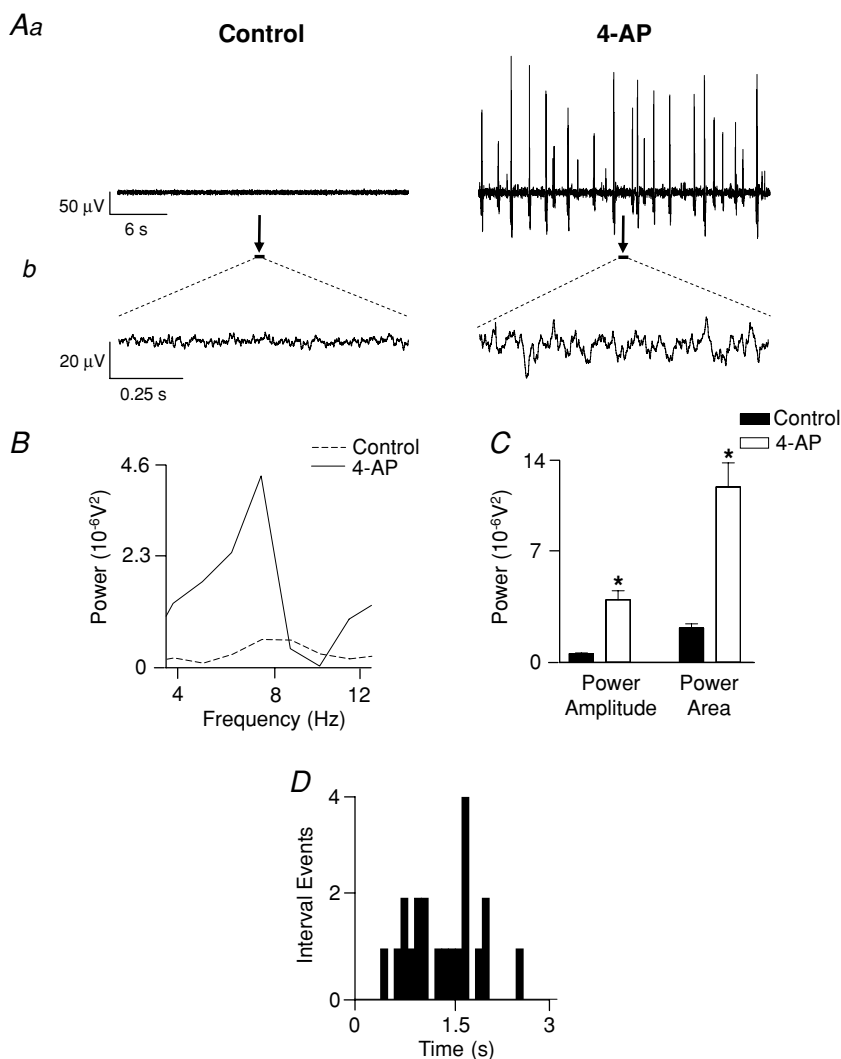 Aa
Control
4-AP
50 µV
6 s
b
20 µV
0.25 s
B
Control
4-AP
4.6
2.3
0
Power (10⁻⁶V²)
4
8
12
Frequency (Hz)
C
Control
4-AP
14
7
0
Power (10⁻⁶V²)
*
*
Power
Amplitude
Power
Area
D
4
2
0
Interval Events
0
1.5
3
Time (s)